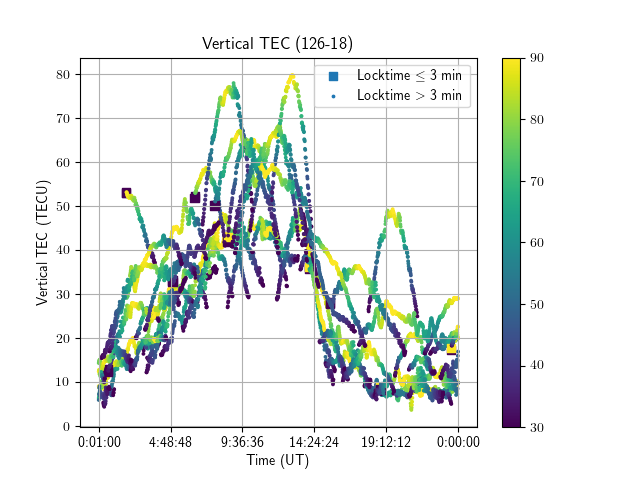 Vertical TEC (126-18)
Locktime ≤ 3 min
Locktime > 3 min
Vertical TEC (TECU)
80
70
60
50
40
30
20
10
0
0:01:00 4:48:48 9:36:36 14:24:24 19:12:12 0:00:00
Time (UT)
90
80
70
60
50
40
30